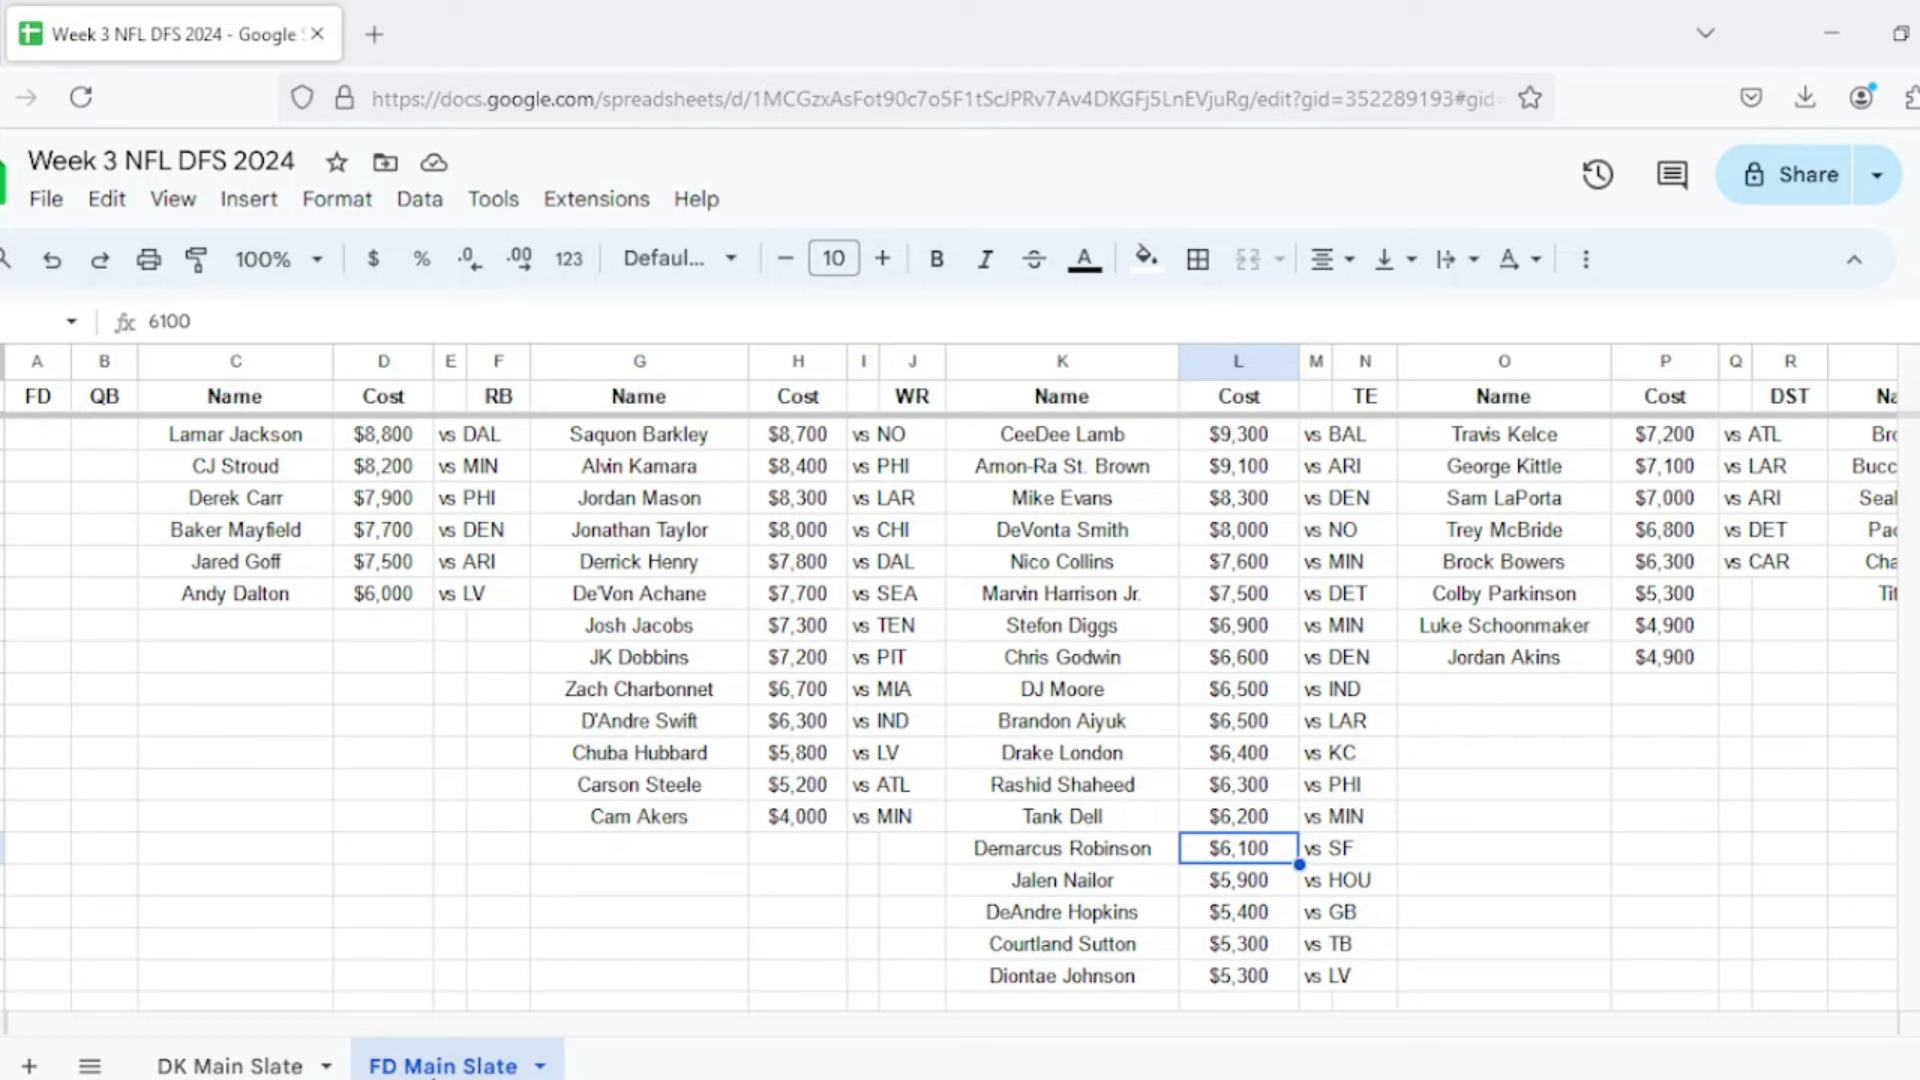 Week 3 NFL DFS 2024 - Google
https://docs.google.com/spreadsheets/d/1MCGzxAsFot90c7o5F1tScJPRv7Av4DKGFj5LnEVjuRg/edit?gid=352289193#gid=
Week 3 NFL DFS 2024
Share
File Edit View Insert Format Data Tools Extensions Help
100% $ % .0 .00 123 Defaul... 10 B I A
fx 6100
A B C D E F G H I J K L M N O P Q R
FD QB Name Cost RB Name Cost WR Name Cost TE Name Cost DST
Lamar Jackson $8,800 vs DAL Saquon Barkley $8,700 vs NO CeeDee Lamb $9,300 vs BAL Travis Kelce $7,200 vs ATL
CJ Stroud $8,200 vs MIN Alvin Kamara $8,400 vs PHI Amon-Ra St. Brown $9,100 vs ARI George Kittle $7,100 vs LAR Bucc
Derek Carr $7,900 vs PHI Jordan Mason $8,300 vs LAR Mike Evans $8,300 vs DEN Sam LaPorta $7,000 vs ARI
Baker Mayfield $7,700 vs DEN Jonathan Taylor $8,000 vs CHI DeVonta Smith $8,000 vs NO Trey McBride $6,800 vs DET
Jared Goff $7,500 vs ARI Derrick Henry $7,800 vs DAL Nico Collins $7,600 vs MIN Brock Bowers $6,300 vs CAR Cha
Andy Dalton $6,000 vs LV De'Von Achane $7,700 vs SEA Marvin Harrison Jr. $7,500 vs DET Colby Parkinson $5,300
Josh Jacobs $7,300 vs TEN Stefon Diggs $6,900 vs MIN Luke Schoonmaker $4,900
JK Dobbins $7,200 vs PIT Chris Godwin $6,600 vs DEN Jordan Akins $4,900
Zach Charbonnet $6,700 vs MIA DJ Moore $6,500 vs IND
D'Andre Swift $6,300 vs IND Brandon Aiyuk $6,500 vs LAR
Chuba Hubbard $5,800 vs LV Drake London $6,400 vs KC
Carson Steele $5,200 vs ATL Rashid Shaheed $6,300 vs PHI
Cam Akers $4,000 vs MIN Tank Dell $6,200 vs MIN
Demarcus Robinson $6,100 vs SF
Jalen Nailor $5,900 vs HOU
DeAndre Hopkins $5,400 vs GB
Courtland Sutton $5,300 vs TB
Diontae Johnson $5,300 vs LV
DK Main Slate FD Main Slate